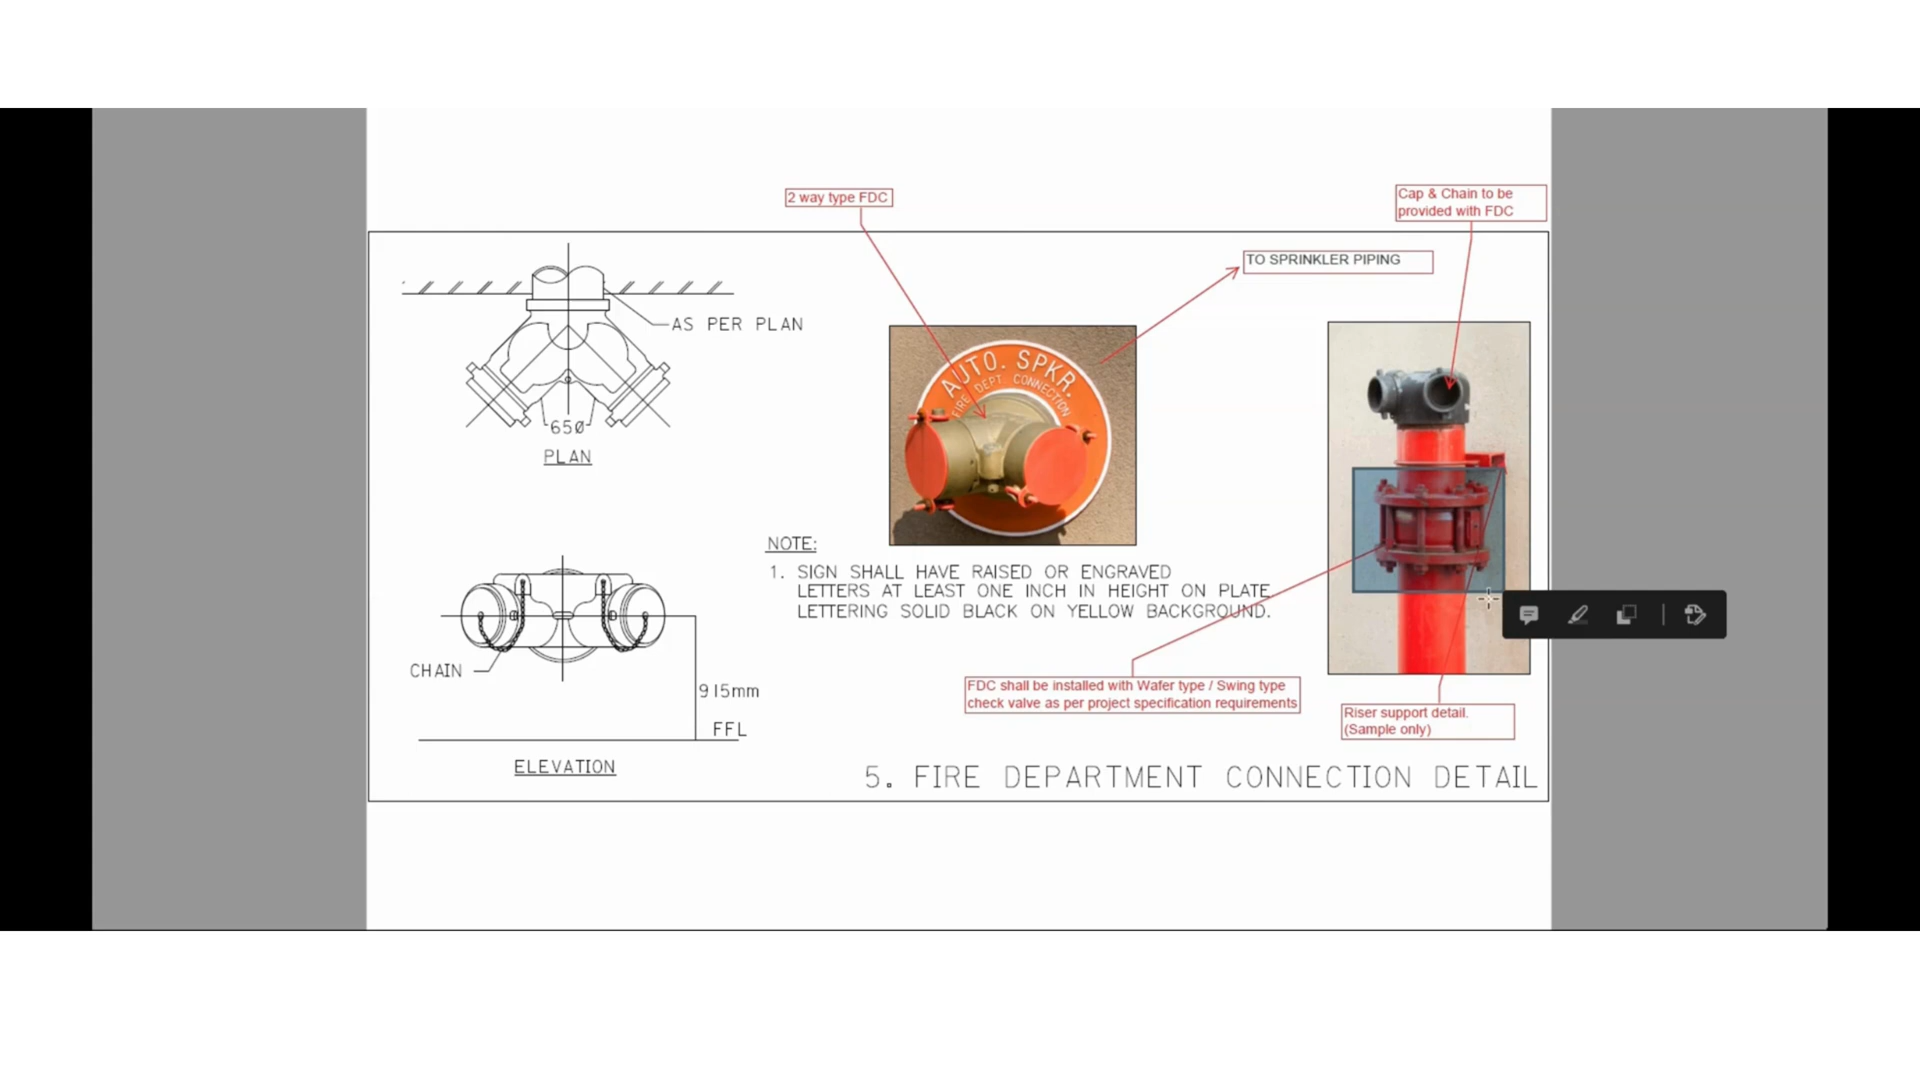 2 way type FDC
Cap & Chain to be
provided with FDC
TO SPRINKLER PIPING
AS PER PLAN
65Ø
PLAN
AUTO. SPKR.
FIRE DEPT. CONNECTION
NOTE:
1. SIGN SHALL HAVE RAISED OR ENGRAVED
LETTERS AT LEAST ONE INCH IN HEIGHT ON PLATE
LETTERING SOLID BLACK ON YELLOW BACKGROUND.
CHAIN
915mm
FFL
ELEVATION
FDC shall be installed with Wafer type / Swing type
check valve as per project specification requirements
Riser support detail.
(Sample only)
5. FIRE DEPARTMENT CONNECTION DETAIL